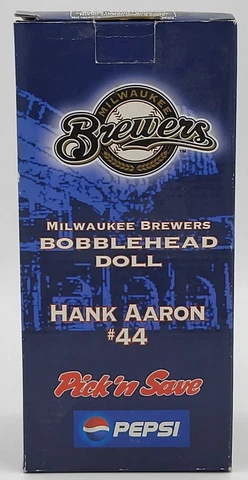 MILWAUKEE
Brewers
MILWAUKEE BREWERS
BOBBLEHEAD
DOLL
HANK AARON
#44
Pick 'n Save
PEPSI